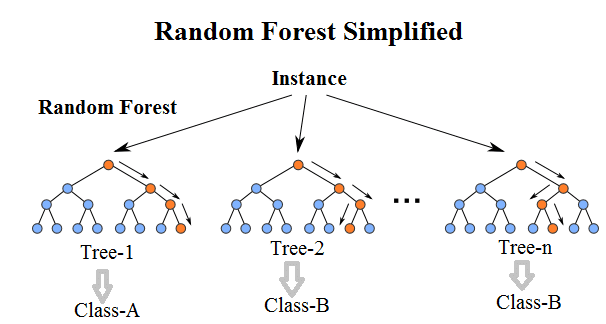 Random Forest Simplified
Instance
Random Forest
...
Tree-1
Tree-2
Tree-n
Class-A
Class-B
Class-B